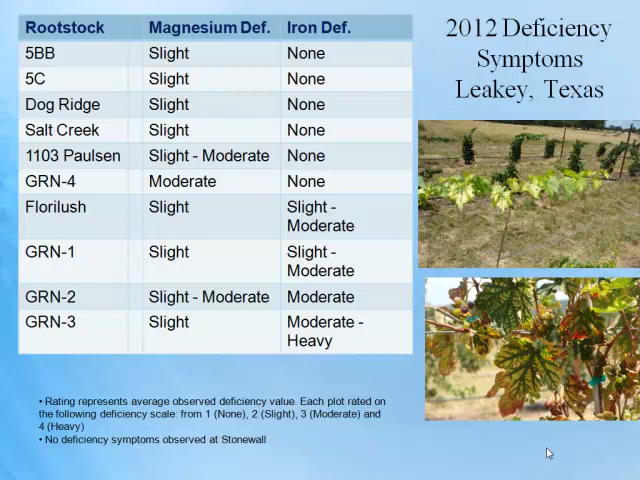 2012 Deficiency
Symptoms
Leakey, Texas
Rootstock Magnesium Def. Iron Def.
5BB Slight None
5C Slight None
Dog Ridge Slight None
Salt Creek Slight None
1103 Paulsen Slight - Moderate None
GRN-4 Moderate None
Florilush Slight Slight -
Moderate
GRN-1 Slight Slight -
Moderate
GRN-2 Slight - Moderate Moderate
GRN-3 Slight Moderate -
Heavy
• Rating represents average observed deficiency value. Each plot rated on
the following deficiency scale: from 1 (None), 2 (Slight), 3 (Moderate) and
4 (Heavy)
• No deficiency symptoms observed at Stonewall